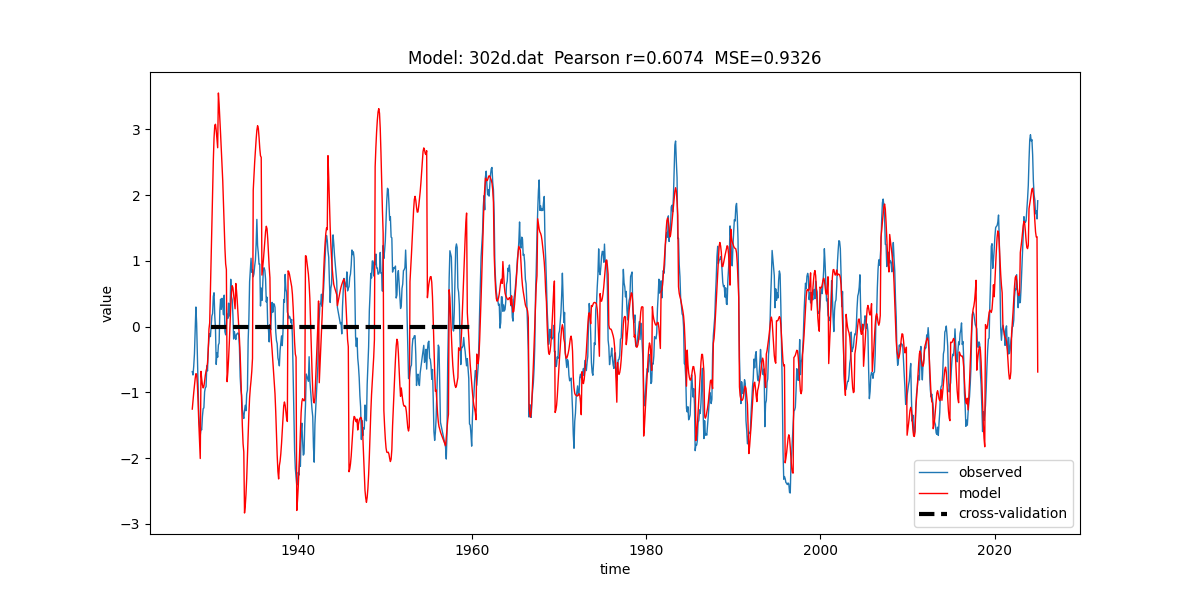 Model: 302d.dat  Pearson r=0.6074  MSE=0.9326
value
3
2
1
0
−1
−2
−3
1940
1960
1980
2000
2020
time
observed
model
cross-validation